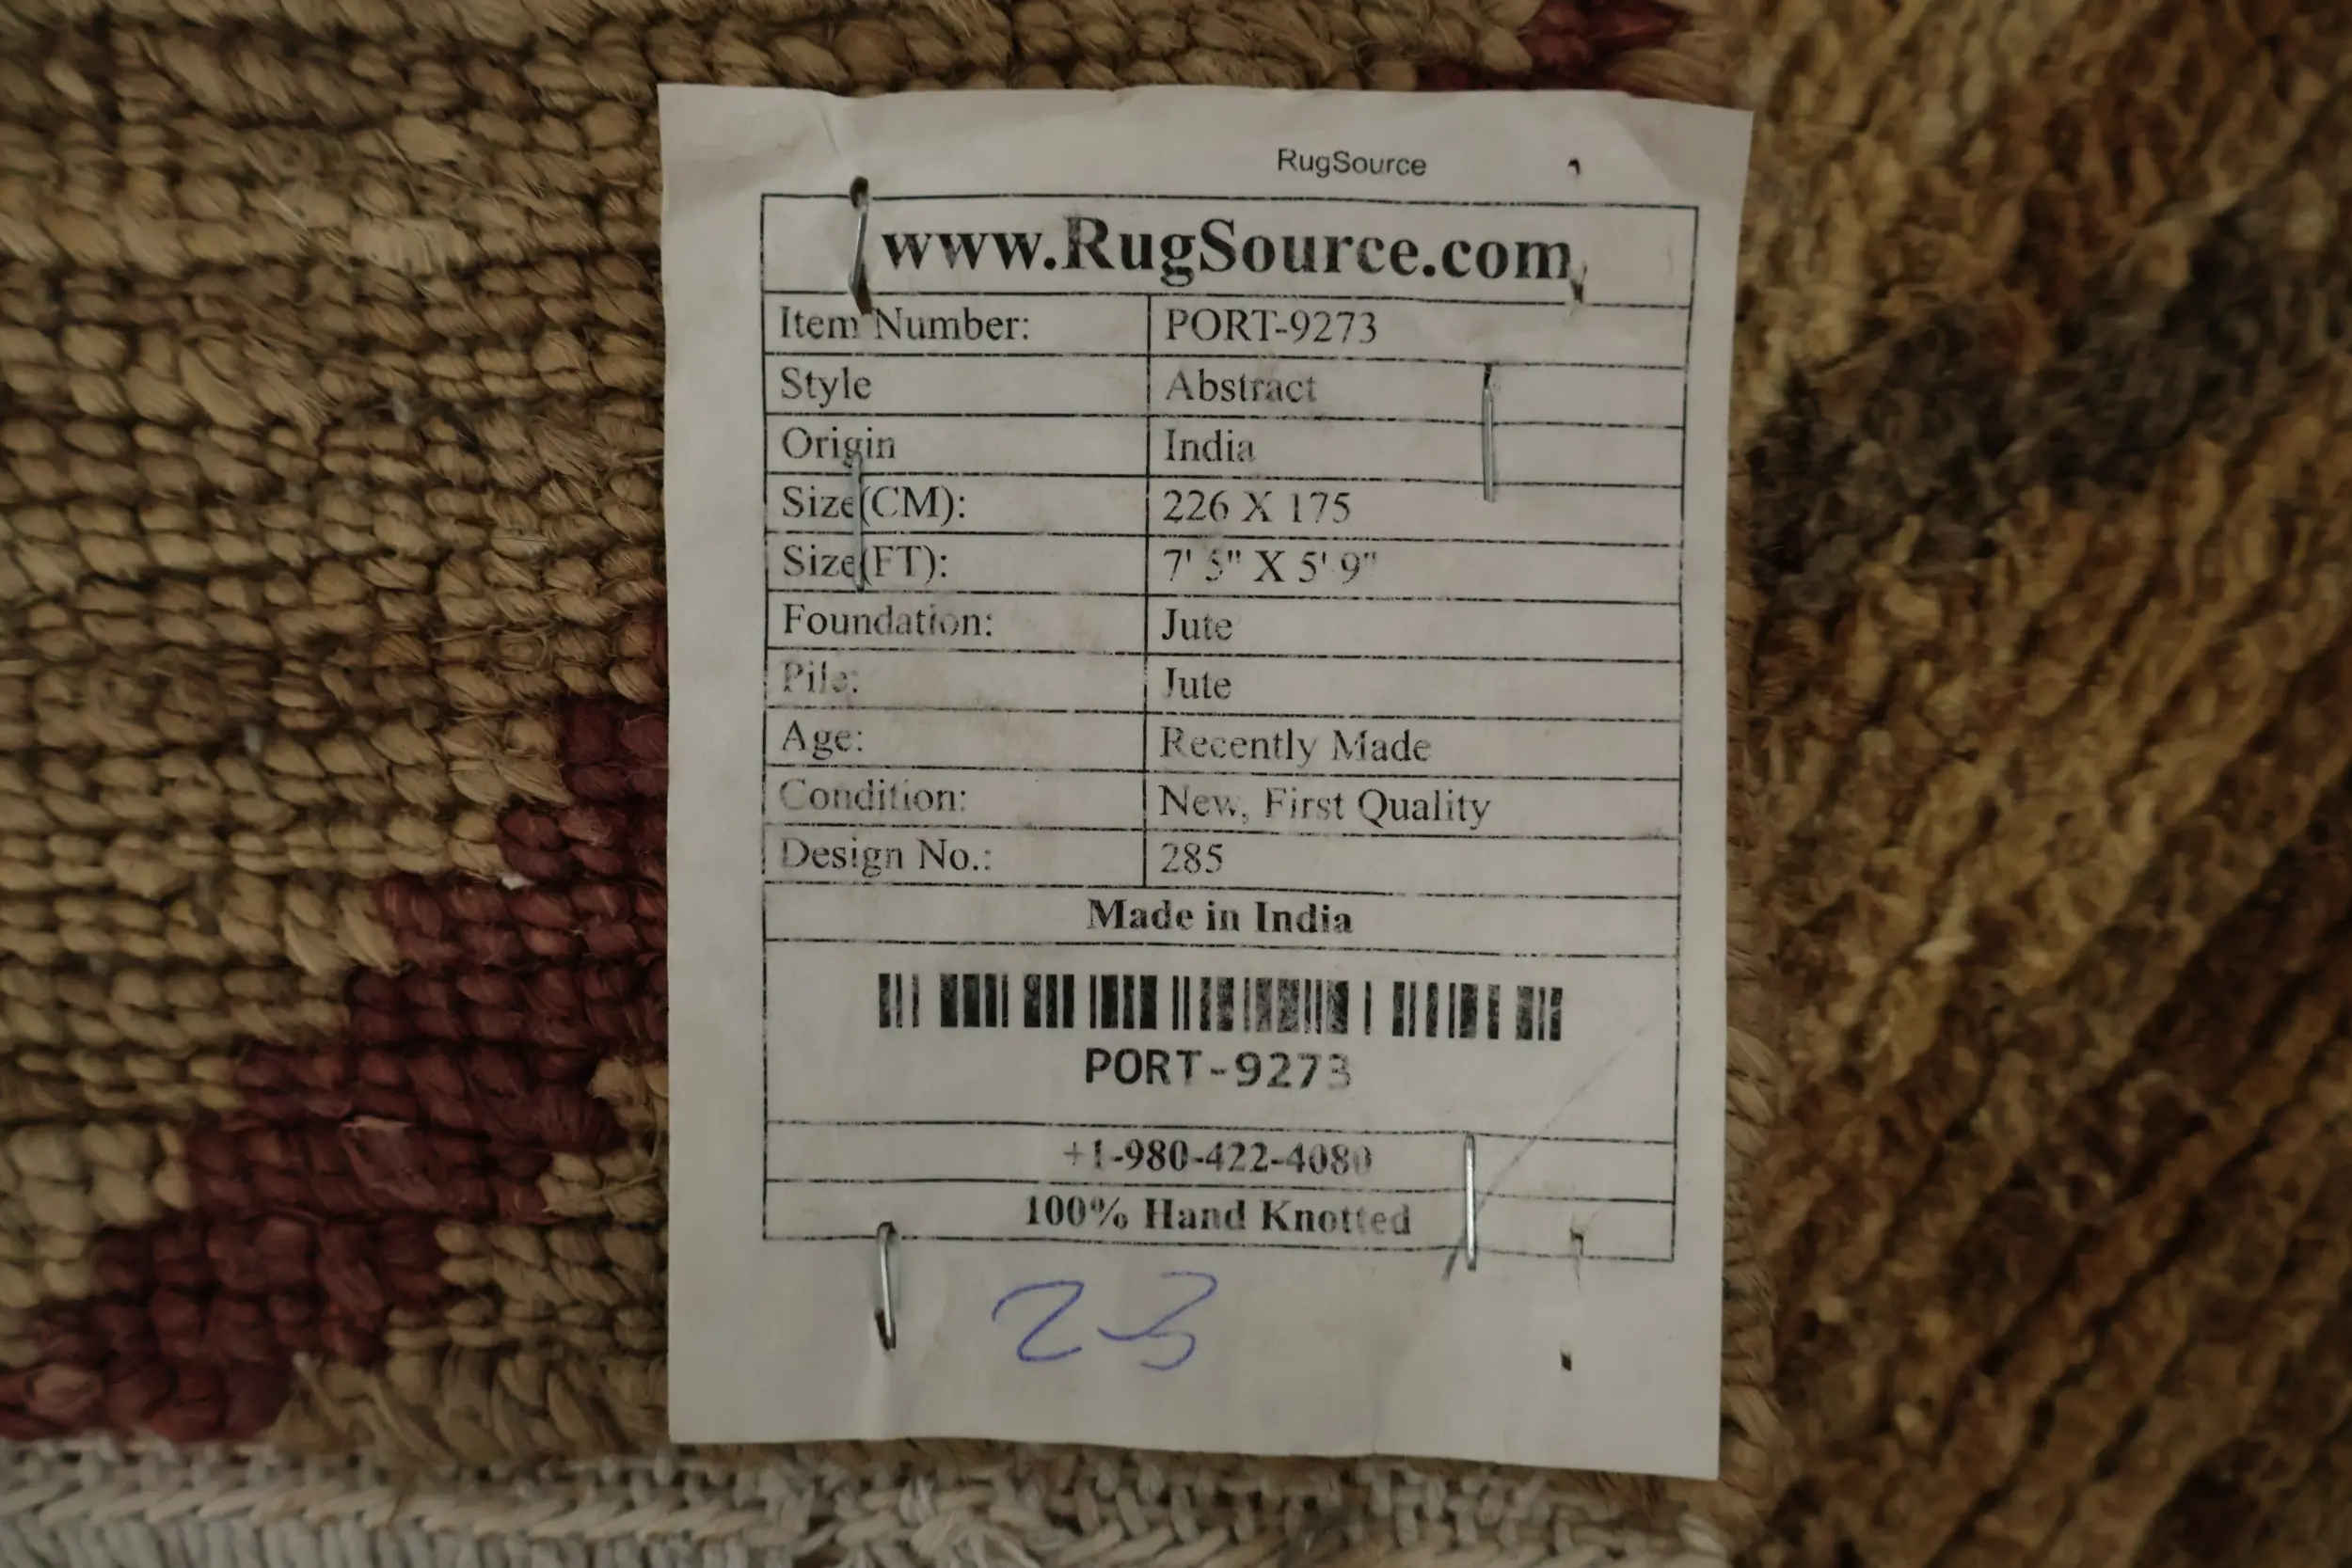 RugSource
www.RugSource.com
Item Number: PORT-9273
Style Abstract
Origin India
Size(CM): 226 X 175
Size(FT): 7' 5" X 5' 9"
Foundation: Jute
Pile: Jute
Age: Recently Made
Condition: New, First Quality
Design No.: 285
Made in India
PORT-9273
+1-980-422-4080
100% Hand Knotted
23